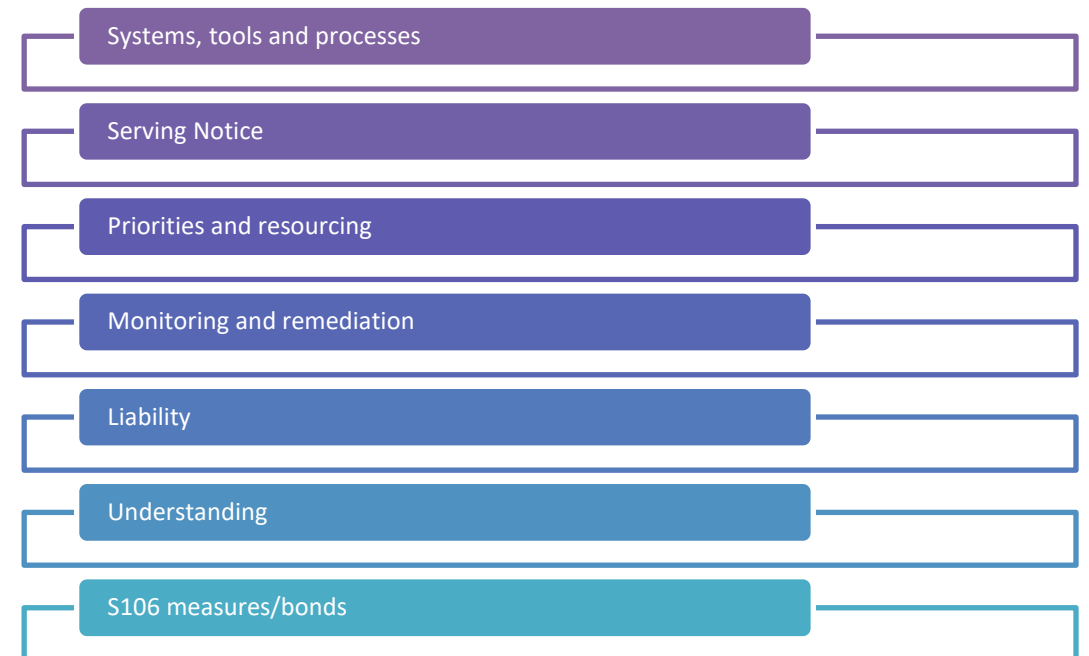 Systems, tools and processes
Serving Notice
Priorities and resourcing
Monitoring and remediation
Liability
Understanding
S106 measures/bonds